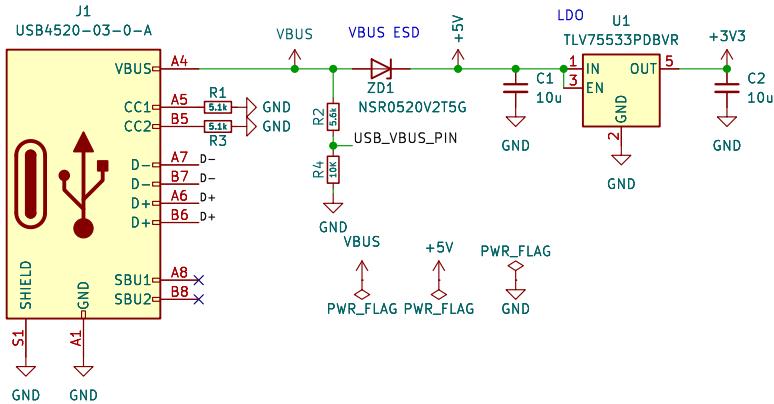 J1
USB4520-03-0-A
VBUS A4
CC1 A5
CC2 B5
D- A7
D- B7
D+ A6
D+ B6
SBU1 A8
SBU2 B8
SHIELD
GND
S1
A1
GND
GND
R1
5.1k
GND
5.1k
GND
R3
D-
D-
D+
D+
VBUS
VBUS ESD
+5V
ZD1
NSR0520V2T5G
R2
5.6k
USB_VBUS_PIN
R4
10K
GND
C1
10u
GND
LDO
U1
TLV75533PDBVR
1 IN
3 EN
OUT 5
GND
2
GND
+3V3
C2
10u
GND
VBUS
PWR_FLAG
+5V
PWR_FLAG
PWR_FLAG
GND